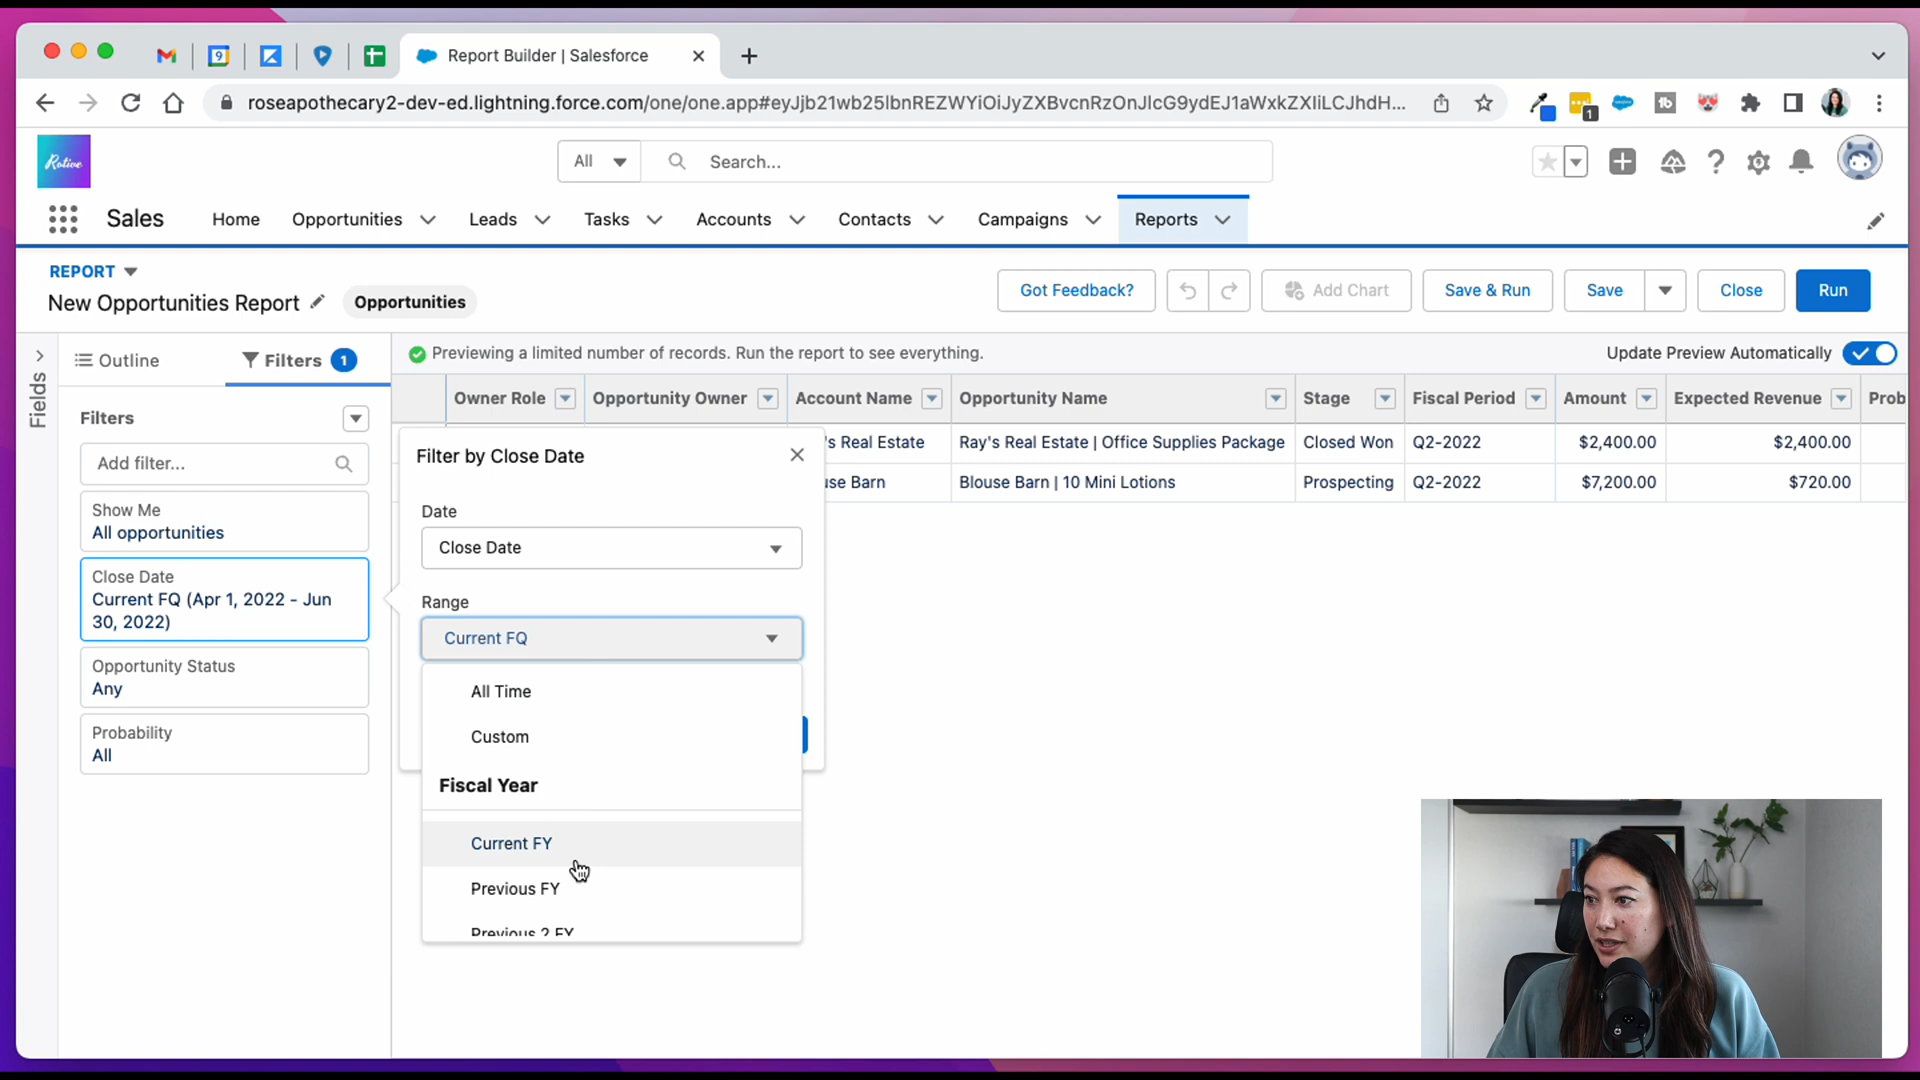 Report Builder | Salesforce
roseapothecary2-dev-ed.lightning.force.com/one/one.app#eyJjb21wb25lbnREZWYiOiJyZXBvcnRzOnJlcG9ydEJ1aWxkZXIiLCJhdH...
9
1
Rotive
All
Search...
Sales
Home
Opportunities
Leads
Tasks
Accounts
Contacts
Campaigns
Reports
REPORT
New Opportunities Report
Opportunities
Got Feedback?
Add Chart
Save & Run
Save
Close
Run
Fields
Outline
Filters 1
Previewing a limited number of records. Run the report to see everything.
Update Preview Automatically
Filters
Add filter...
Show Me
All opportunities
Close Date
Current FQ (Apr 1, 2022 - Jun
30, 2022)
Opportunity Status
Any
Probability
All
Owner Role Opportunity Owner Account Name Opportunity Name Stage Fiscal Period Amount Expected Revenue Prob
's Real Estate Ray's Real Estate | Office Supplies Package Closed Won Q2-2022 $2,400.00 $2,400.00
use Barn Blouse Barn | 10 Mini Lotions Prospecting Q2-2022 $7,200.00 $720.00
Filter by Close Date
Date
Close Date
Range
Current FQ
All Time
Custom
Fiscal Year
Current FY
Previous FY
Previous 2 FY